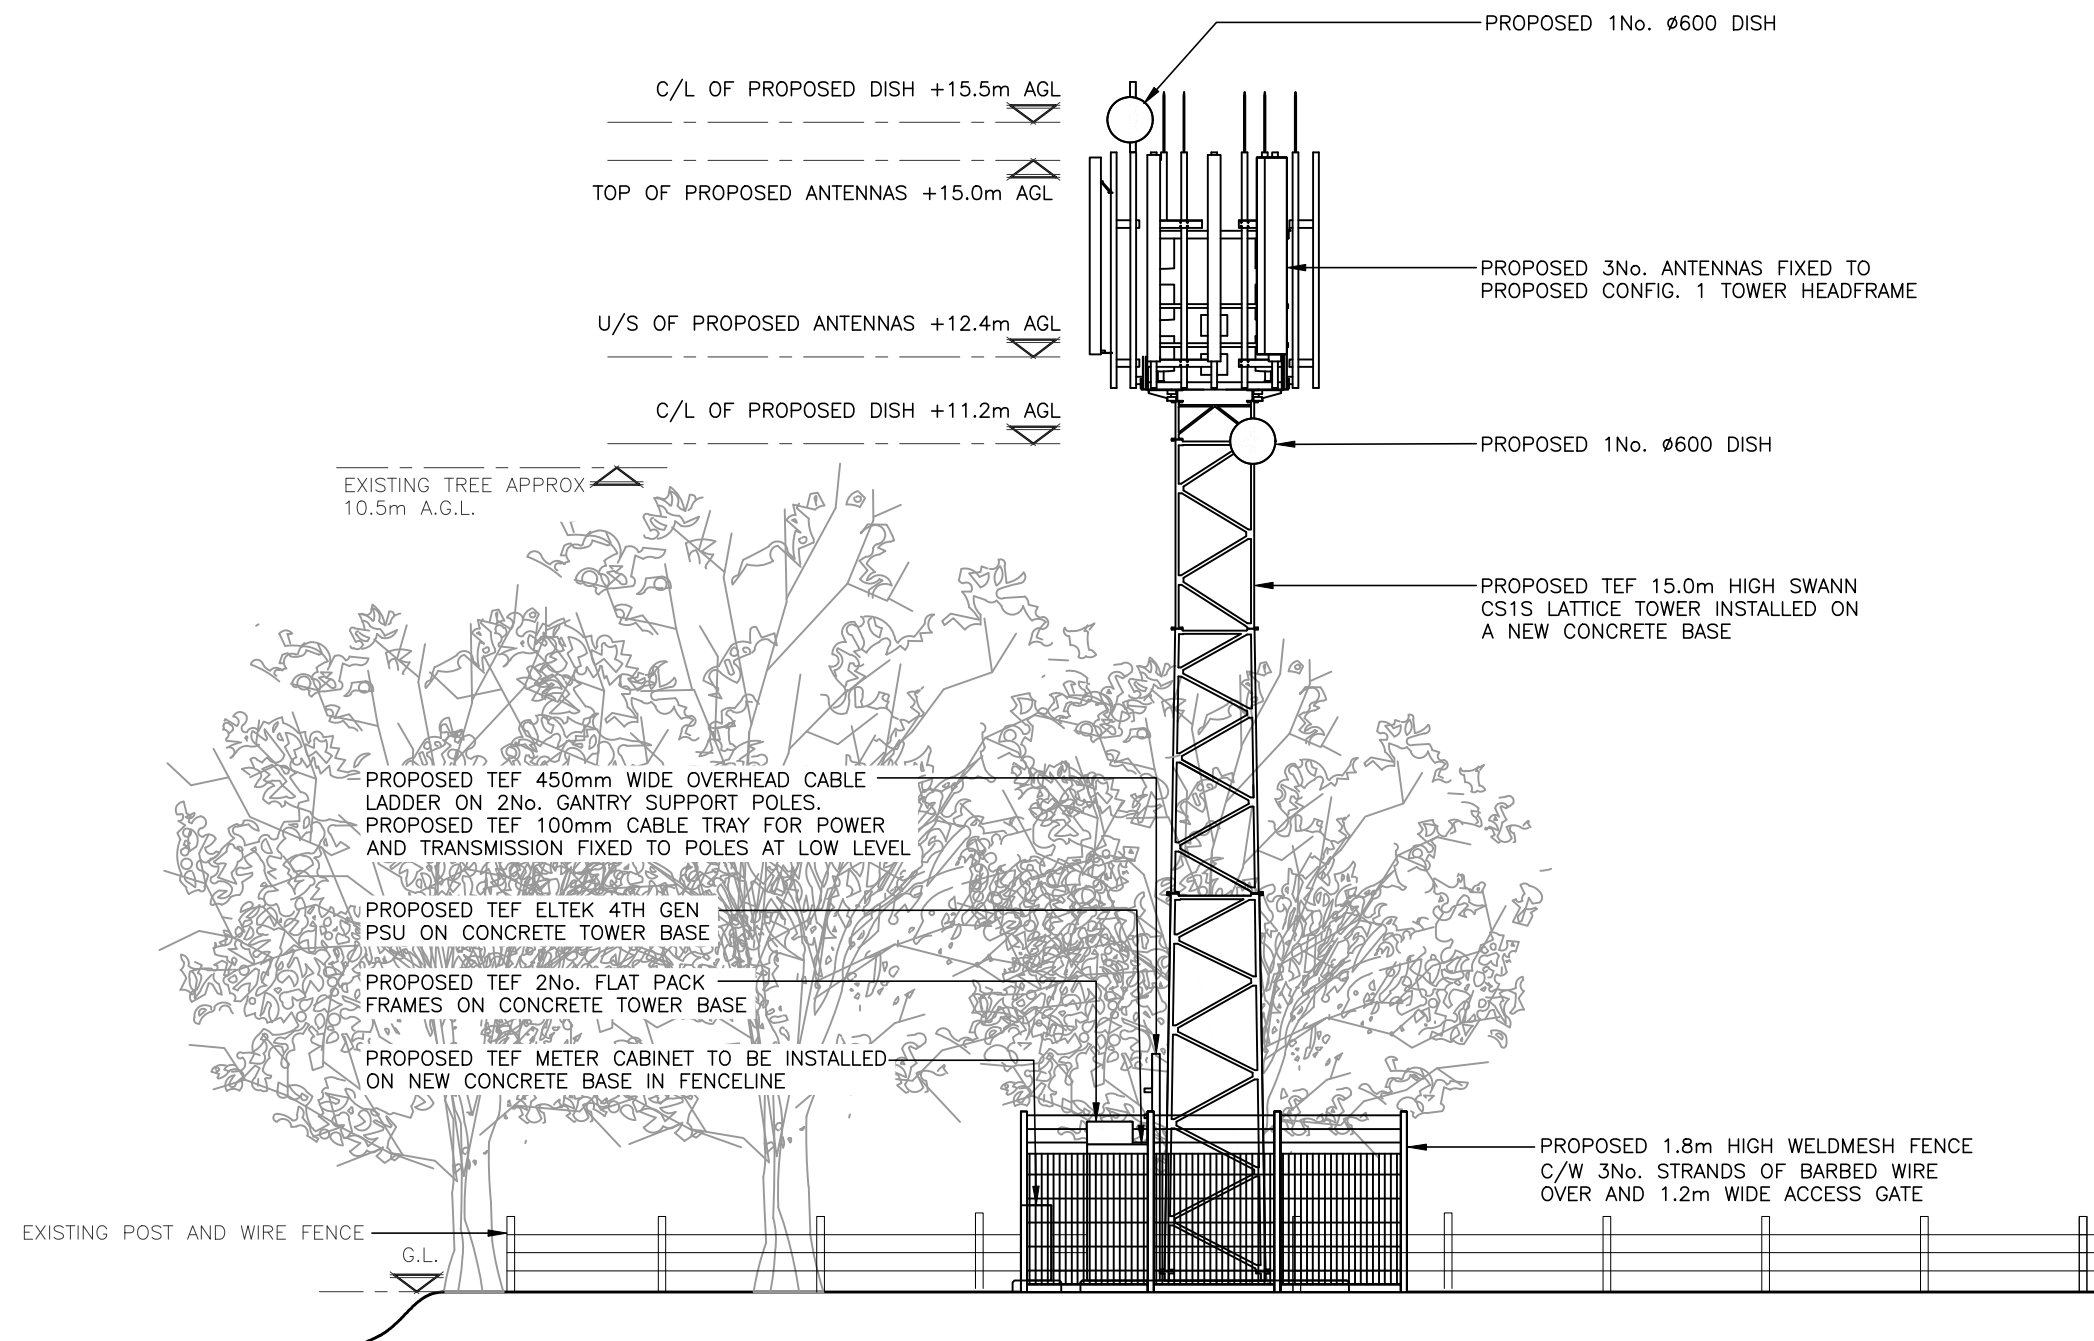 PROPOSED 1No. ø600 DISH
C/L OF PROPOSED DISH +15.5m AGL
TOP OF PROPOSED ANTENNAS +15.0m AGL
PROPOSED 3No. ANTENNAS FIXED TO
PROPOSED CONFIG. 1 TOWER HEADFRAME
U/S OF PROPOSED ANTENNAS +12.4m AGL
C/L OF PROPOSED DISH +11.2m AGL
PROPOSED 1No. ø600 DISH
EXISTING TREE APPROX
10.5m A.G.L.
PROPOSED TEF 15.0m HIGH SWANN
CS1S LATTICE TOWER INSTALLED ON
A NEW CONCRETE BASE
PROPOSED TEF 450mm WIDE OVERHEAD CABLE
LADDER ON 2No. GANTRY SUPPORT POLES.
PROPOSED TEF 100mm CABLE TRAY FOR POWER
AND TRANSMISSION FIXED TO POLES AT LOW LEVEL
PROPOSED TEF ELTEK 4TH GEN
PSU ON CONCRETE TOWER BASE
PROPOSED TEF 2No. FLAT PACK
FRAMES ON CONCRETE TOWER BASE
PROPOSED TEF METER CABINET TO BE INSTALLED
ON NEW CONCRETE BASE IN FENCELINE
PROPOSED 1.8m HIGH WELDMESH FENCE
C/W 3No. STRANDS OF BARBED WIRE
OVER AND 1.2m WIDE ACCESS GATE
EXISTING POST AND WIRE FENCE
G.L.